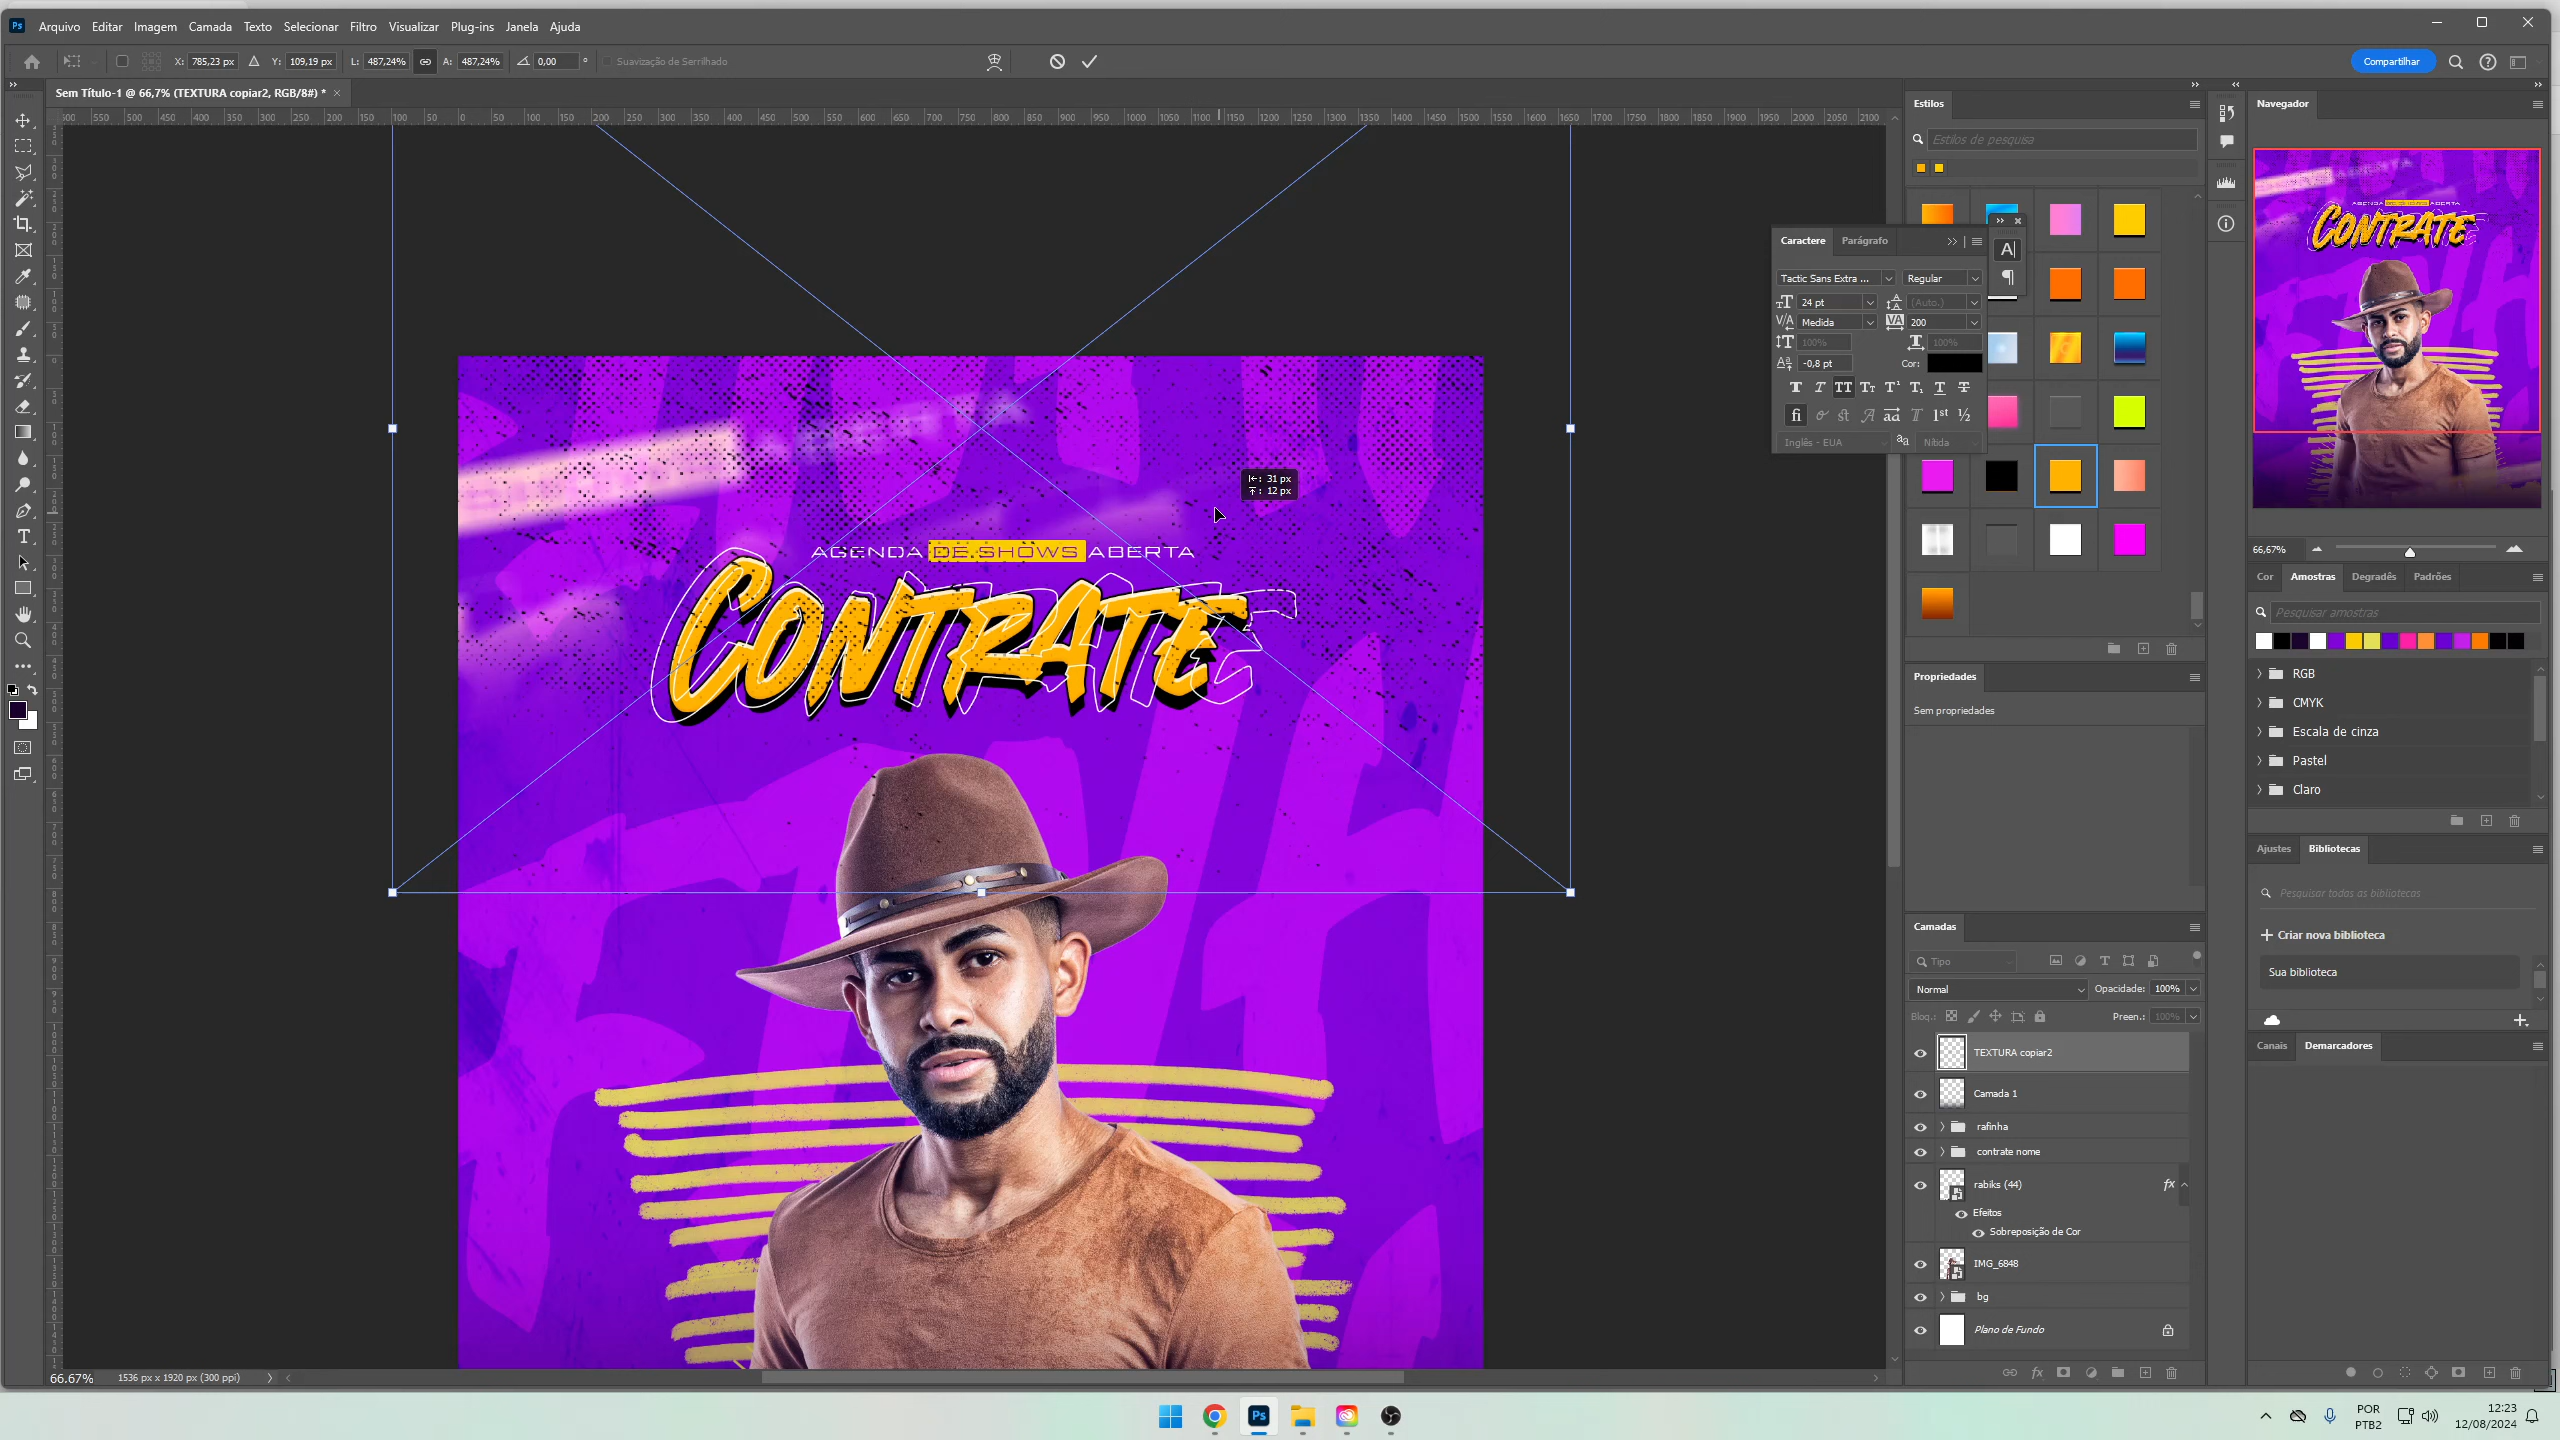 Arquivo Editar Imagem Camada Texto Selecionar Filtro Visualizar Plug-ins Janela Ajuda
X: 785,23 px Y: 109,19 px L: 487,24% A: 487,24% 0,00 ° Suavização de Serrilhado
Compartilhar
Sem Título-1 @ 66,7% (TEXTURA copiar2, RGB/8#) * ×
AGENDA DE SHOWS ABERTA
CONTRATE
31 px
12 px
Estilos
Estilos de pesquisa
Caractere Parágrafo
Tactic Sans Extra ... Regular
24 pt (Auto.)
Medida 200
100% 100%
-0,8 pt Cor:
Inglês - EUA Nítida
Propriedades
Sem propriedades
Camadas
Tipo
Normal Opacidade: 100%
Bloq.: Preen.: 100%
TEXTURA copiar2
Camada 1
rafinha
contrate nome
rabiks (44) fx
Efeitos
Sobreposição de Cor
IMG_6848
bg
Plano de Fundo
Navegador
AGENDA DE SHOWS ABERTA
CONTRATE
66,67%
Cor Amostras Degradês Padrões
Pesquisar amostras
RGB
CMYK
Escala de cinza
Pastel
Claro
Ajustes Bibliotecas
Pesquisar todas as bibliotecas
Criar nova biblioteca
Sua biblioteca
Canais Demarcadores
66.67% 1536 px x 1920 px (300 ppi)
POR
PTB2
12:23
12/08/2024